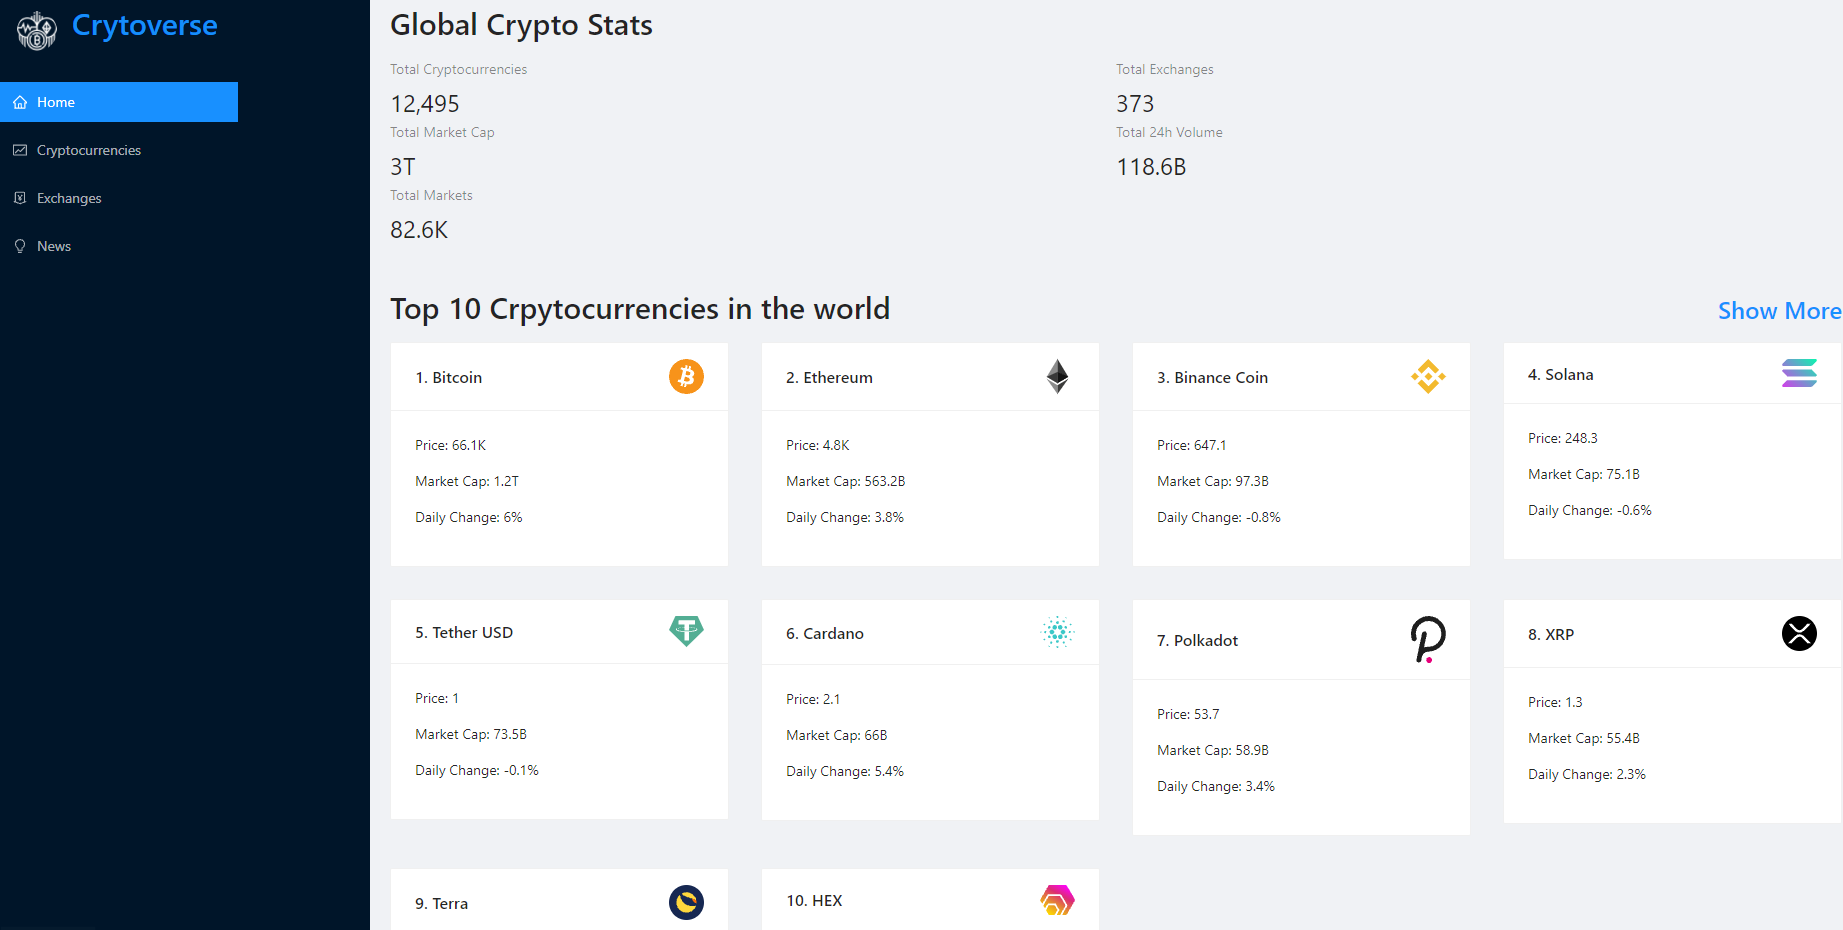 Crytoverse
Home
Cryptocurrencies
Exchanges
News
Global Crypto Stats
Total Cryptocurrencies
12,495
Total Exchanges
373
Total Market Cap
3T
Total 24h Volume
118.6B
Total Markets
82.6K
Top 10 Crpytocurrencies in the world
Show More
1. Bitcoin
Price: 66.1K
Market Cap: 1.2T
Daily Change: 6%
2. Ethereum
Price: 4.8K
Market Cap: 563.2B
Daily Change: 3.8%
3. Binance Coin
Price: 647.1
Market Cap: 97.3B
Daily Change: -0.8%
4. Solana
Price: 248.3
Market Cap: 75.1B
Daily Change: -0.6%
5. Tether USD
Price: 1
Market Cap: 73.5B
Daily Change: -0.1%
6. Cardano
Price: 2.1
Market Cap: 66B
Daily Change: 5.4%
7. Polkadot
Price: 53.7
Market Cap: 58.9B
Daily Change: 3.4%
8. XRP
Price: 1.3
Market Cap: 55.4B
Daily Change: 2.3%
9. Terra
10. HEX